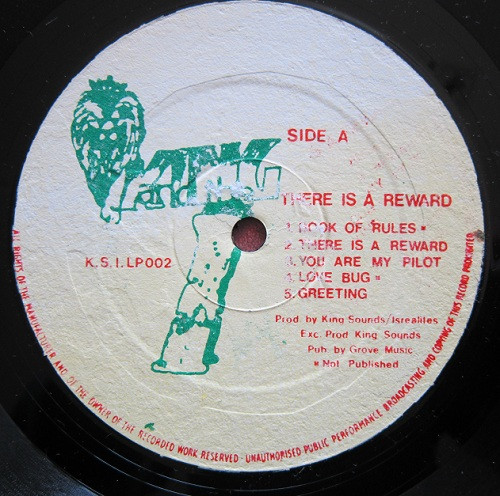 SIDE A
THERE IS A REWARD
1. BOOK OF RULES *
2. THERE IS A REWARD
3. YOU ARE MY PILOT
4. LOVE BUG *
5. GREETING
K.S.I.LP002
Prod. by King Sounds/Isrealites
Exc. Prod King Sounds
Pub. by Grove Music
* Not Published
ALL RIGHTS OF THE MANUFACTURER AND OF THE OWNER OF THE RECORDED WORK RESERVED - UNAUTHORISED PUBLIC PERFORMANCE BROADCASTING AND COPYING OF THIS RECORD PROHIBITED